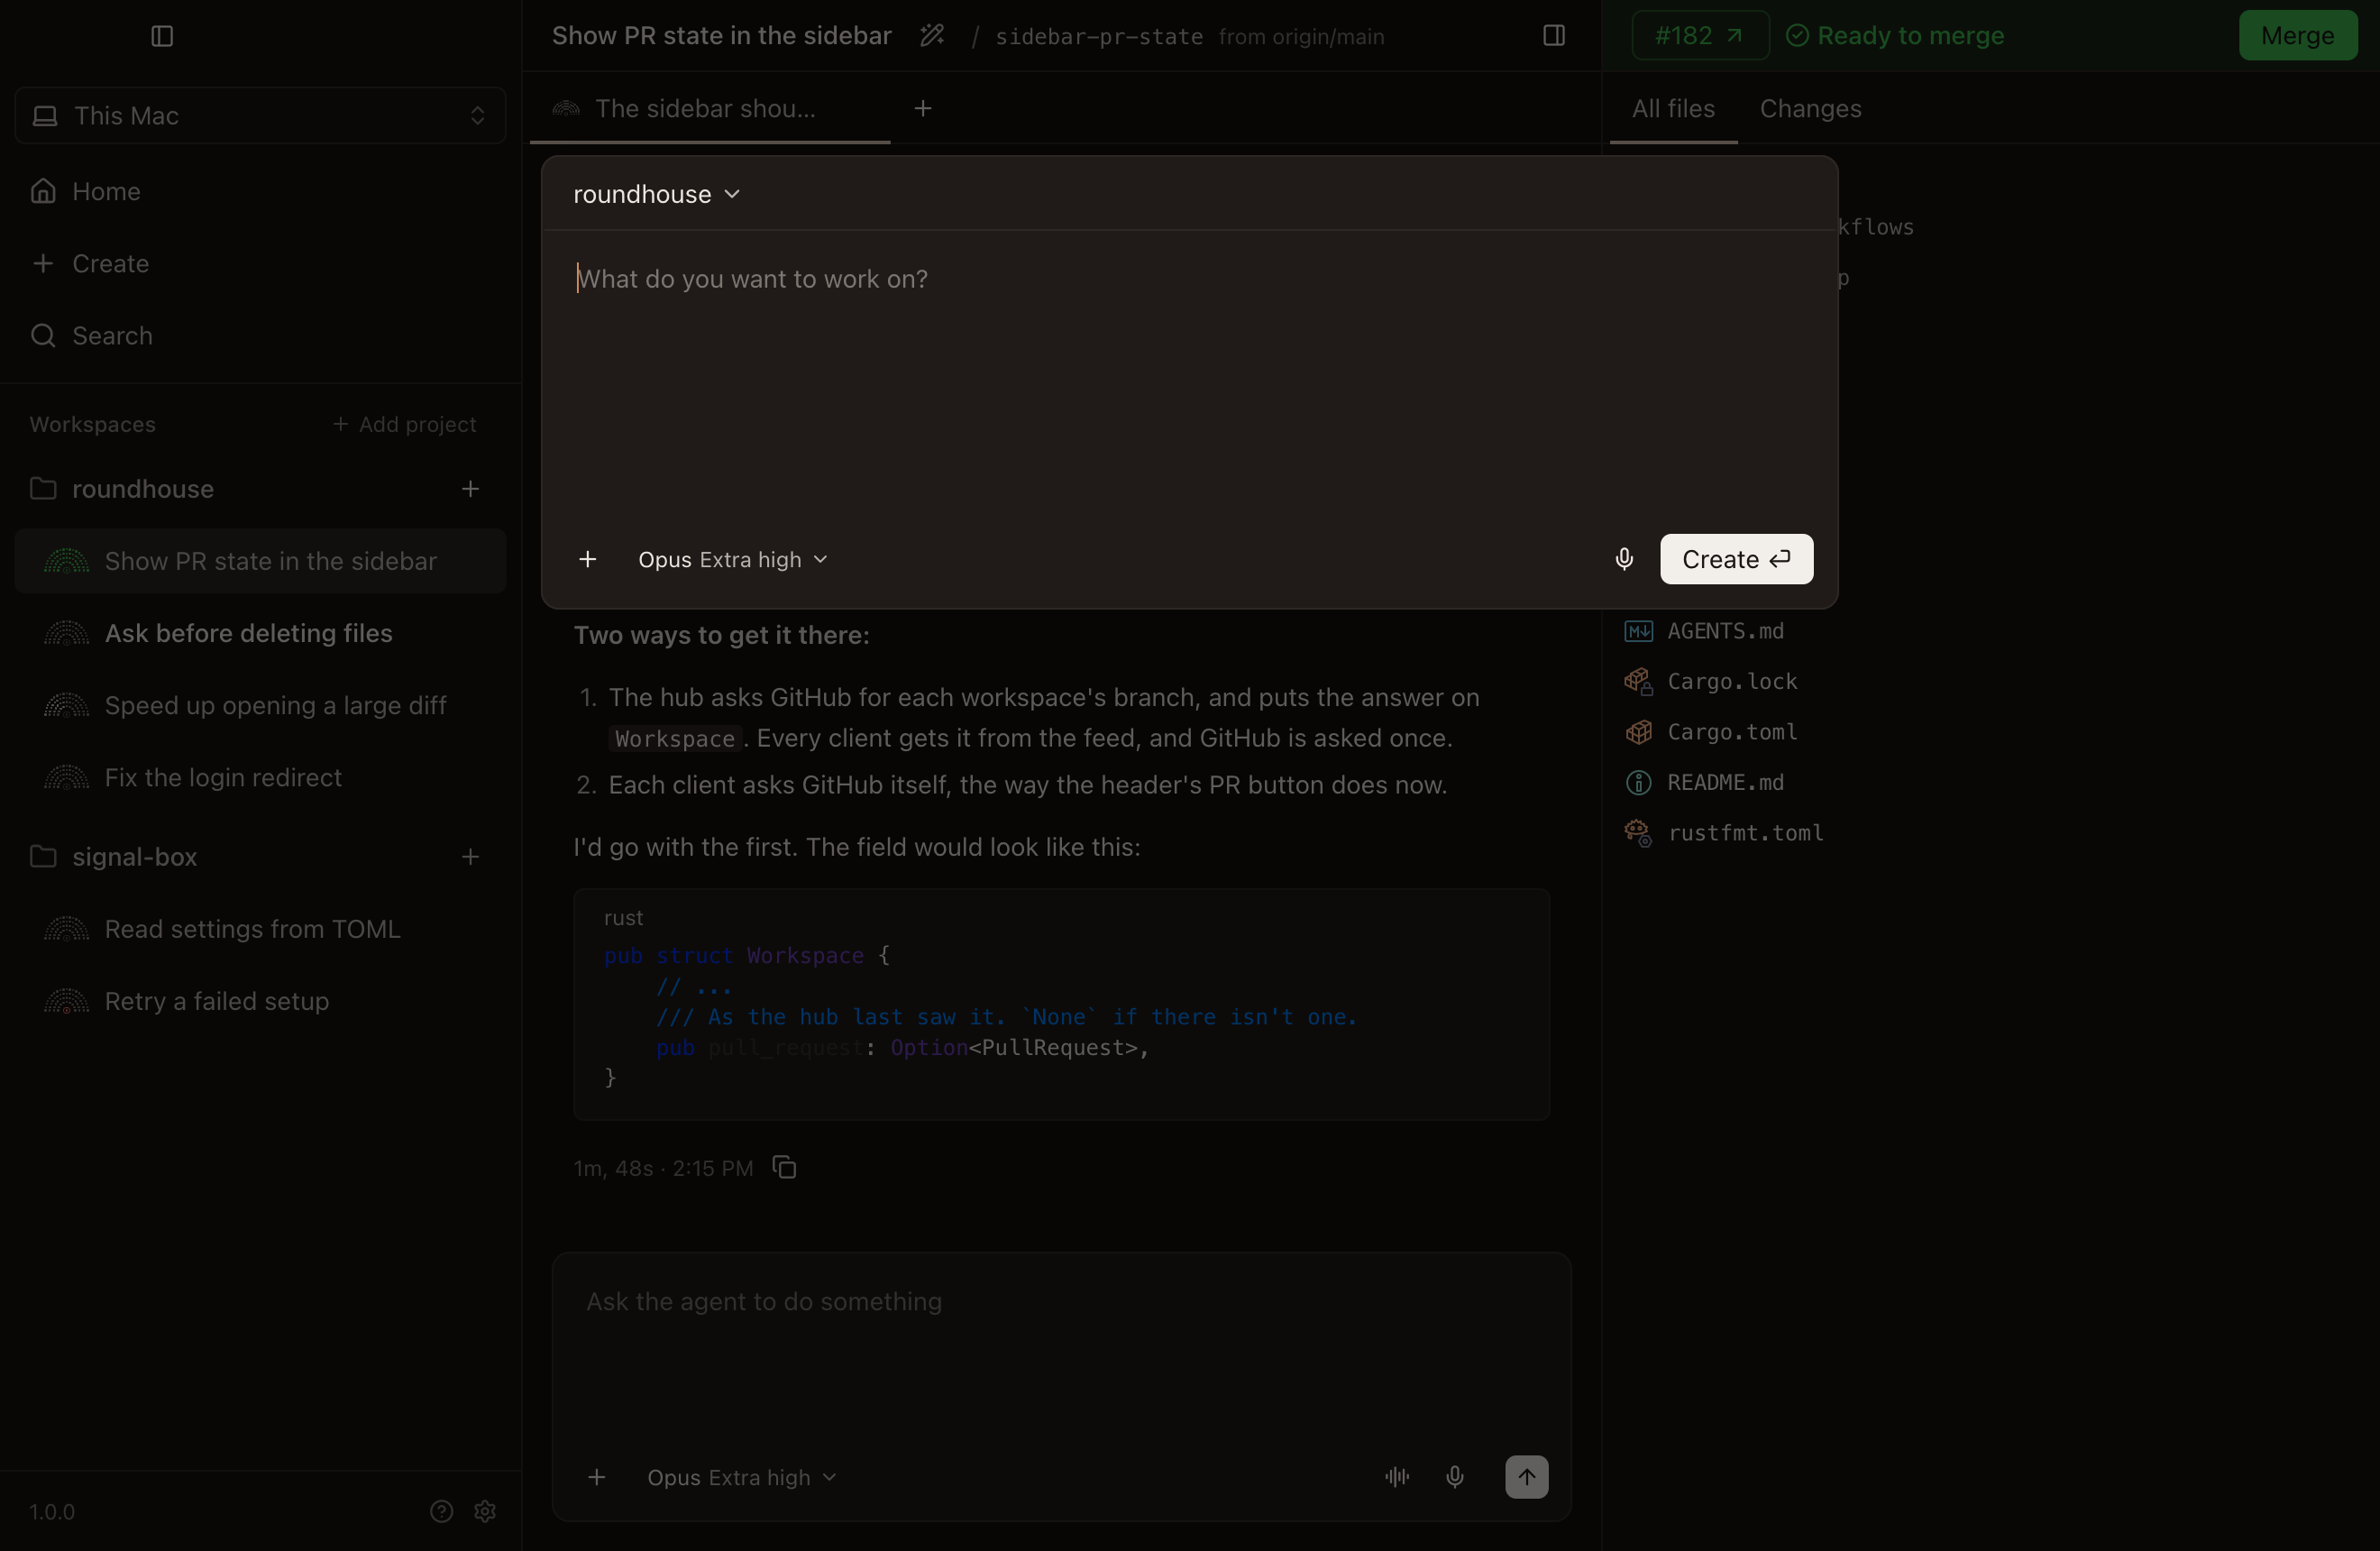 Show PR state in the sidebar / sidebar-pr-state from origin/main
#182 Ready to merge
Merge
This Mac
Home
Create
Search
Workspaces
Add project
roundhouse
Show PR state in the sidebar
Ask before deleting files
Speed up opening a large diff
Fix the login redirect
signal-box
Read settings from TOML
Retry a failed setup
1.0.0
The sidebar shou...
roundhouse
What do you want to work on?
Opus Extra high
Create
Two ways to get it there:
1. The hub asks GitHub for each workspace's branch, and puts the answer on
Workspace. Every client gets it from the feed, and GitHub is asked once.
2. Each client asks GitHub itself, the way the header's PR button does now.
I'd go with the first. The field would look like this:
rust
pub struct Workspace {
// ...
/// As the hub last saw it. `None` if there isn't one.
pub pull_request: Option<PullRequest>,
}
1m, 48s · 2:15 PM
Ask the agent to do something
Opus Extra high
All files
Changes
kflows
p
AGENTS.md
Cargo.lock
Cargo.toml
README.md
rustfmt.toml